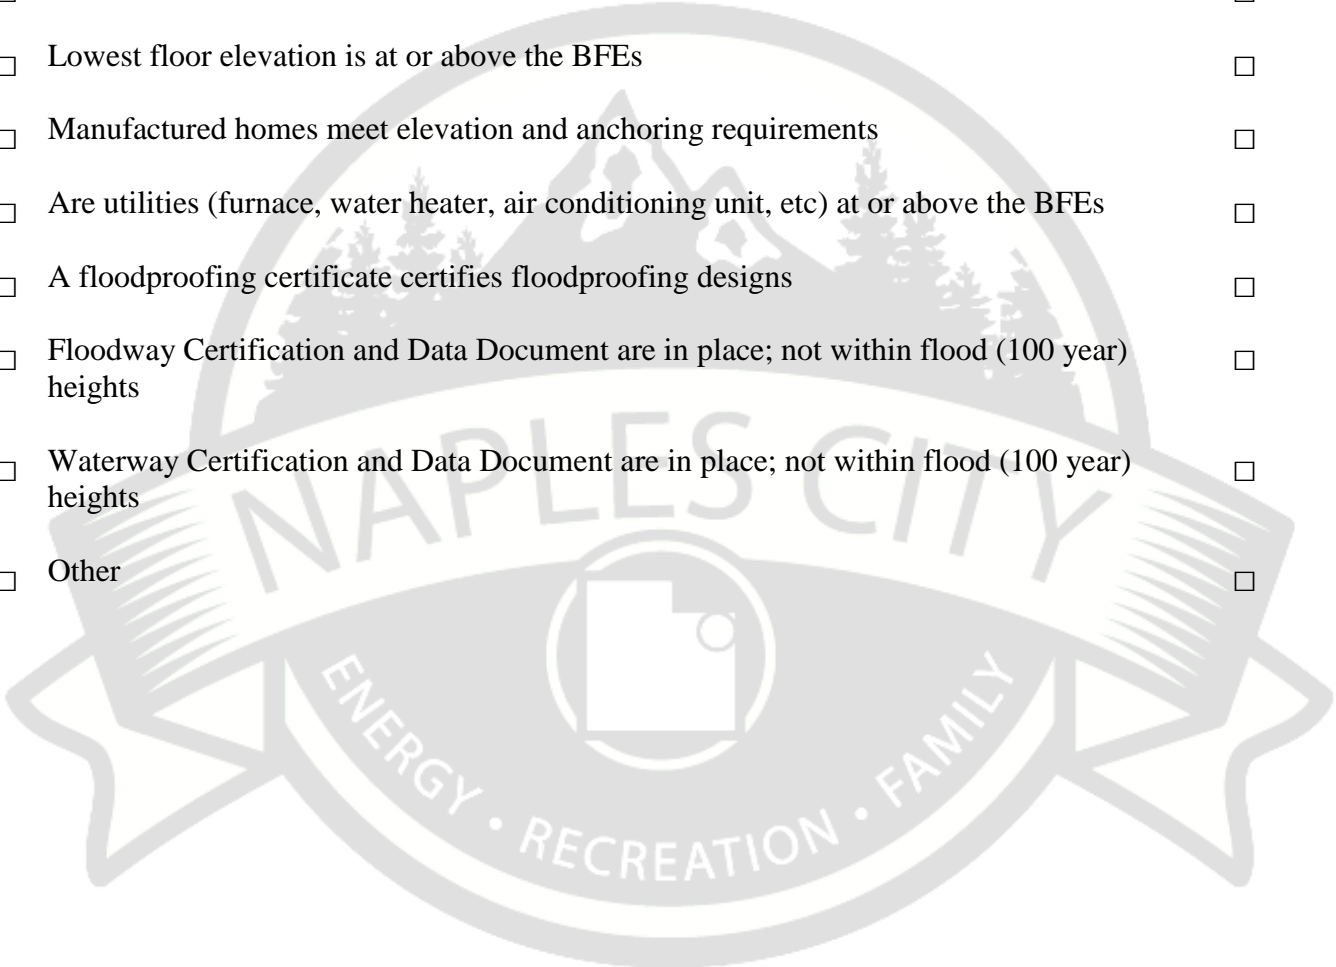 ☐ Lowest floor elevation is at or above the BFEs ☐
☐ Manufactured homes meet elevation and anchoring requirements ☐
☐ Are utilities (furnace, water heater, air conditioning unit, etc) at or above the BFEs ☐
☐ A floodproofing certificate certifies floodproofing designs ☐
☐ Floodway Certification and Data Document are in place; not within flood (100 year) ☐
heights
☐ Waterway Certification and Data Document are in place; not within flood (100 year) ☐
heights
NAPLES CITY
☐ Other ☐
ENERGY • RECREATION • FAMILY